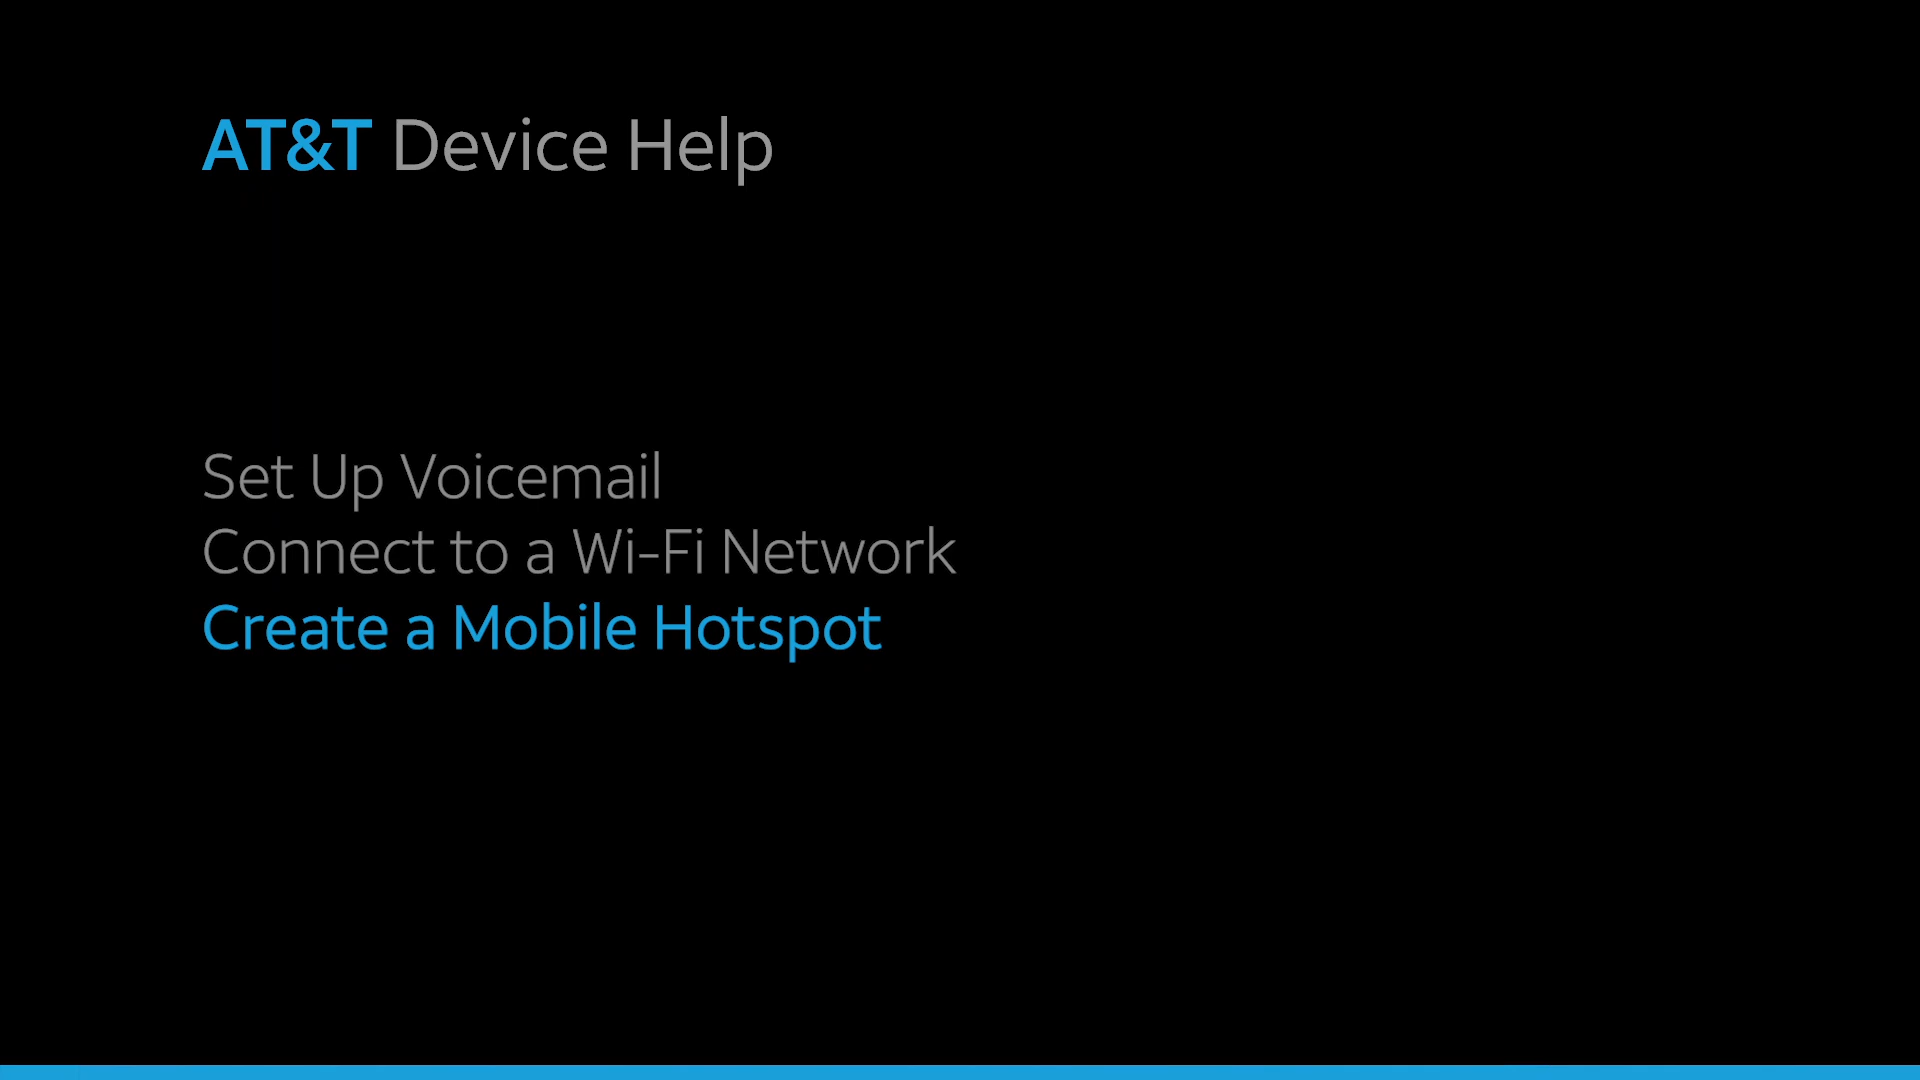 AT&T Device Help
Set Up Voicemail
Connect to a Wi-Fi Network
Create a Mobile Hotspot